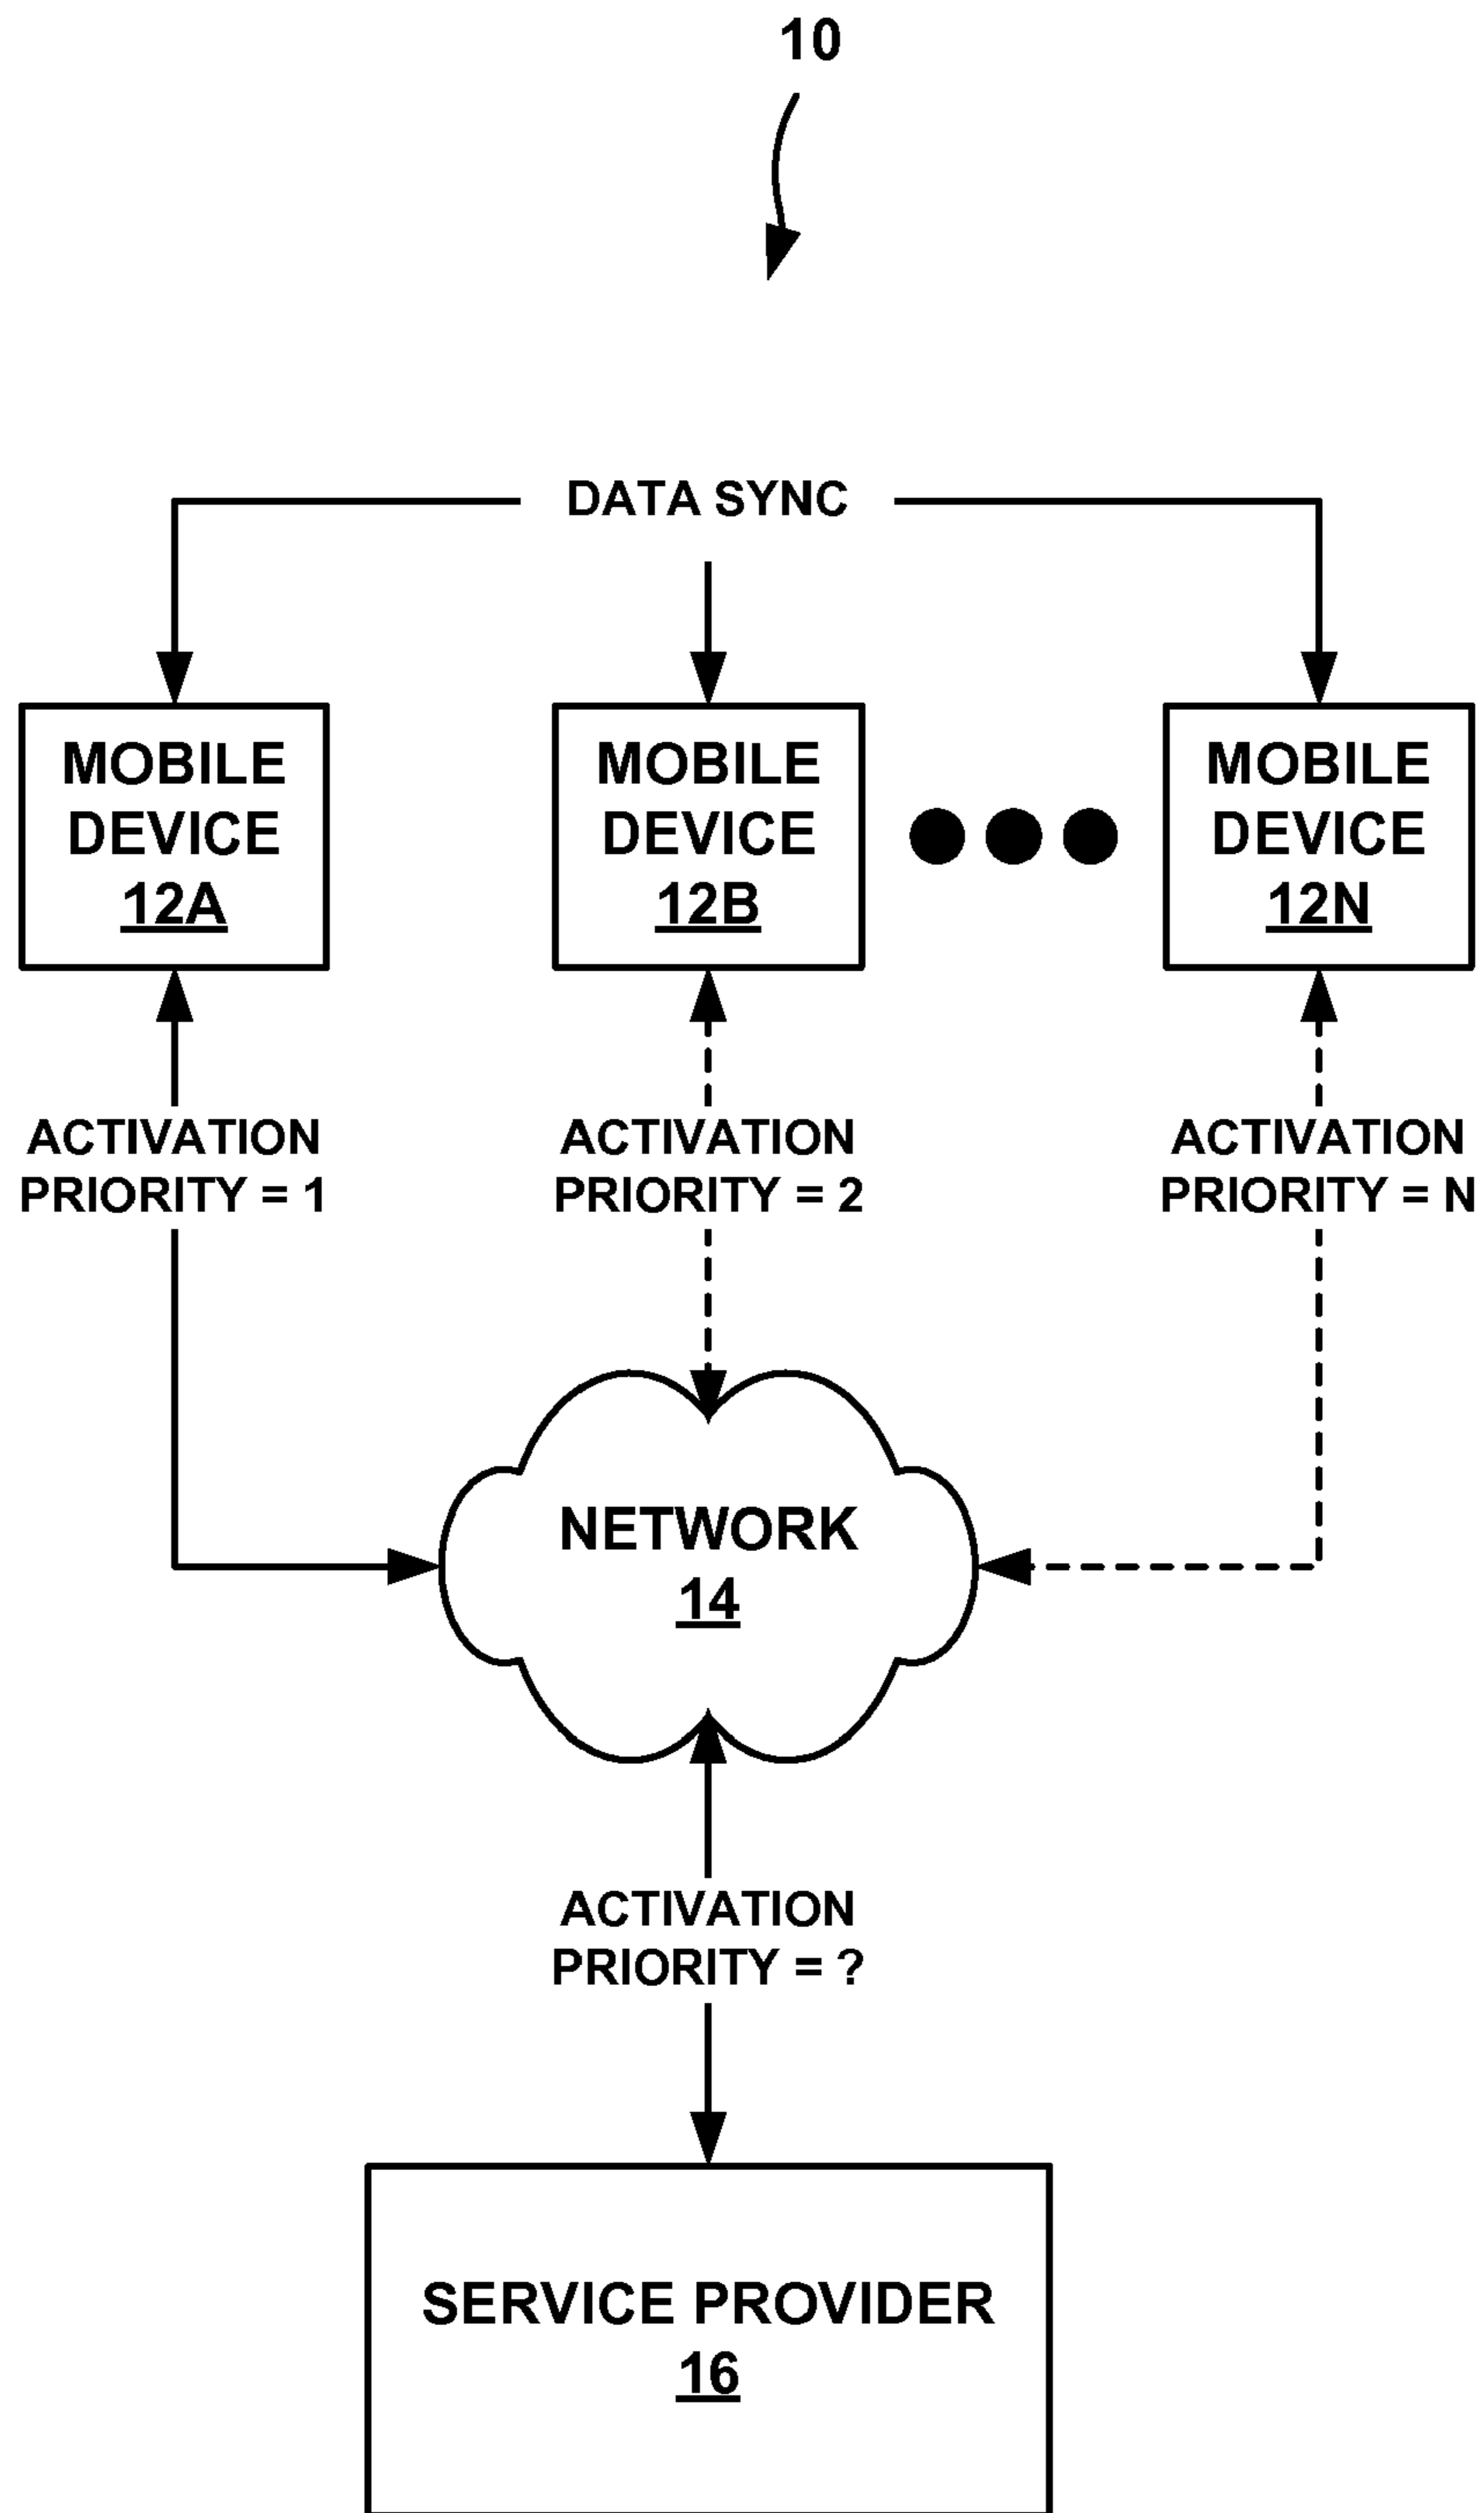 10
DATA SYNC
MOBILE
DEVICE
12A
MOBILE
DEVICE
12B
MOBILE
DEVICE
12N
ACTIVATION
PRIORITY = 1
ACTIVATION
PRIORITY = 2
ACTIVATION
PRIORITY = N
NETWORK
14
ACTIVATION
PRIORITY = ?
SERVICE PROVIDER
16